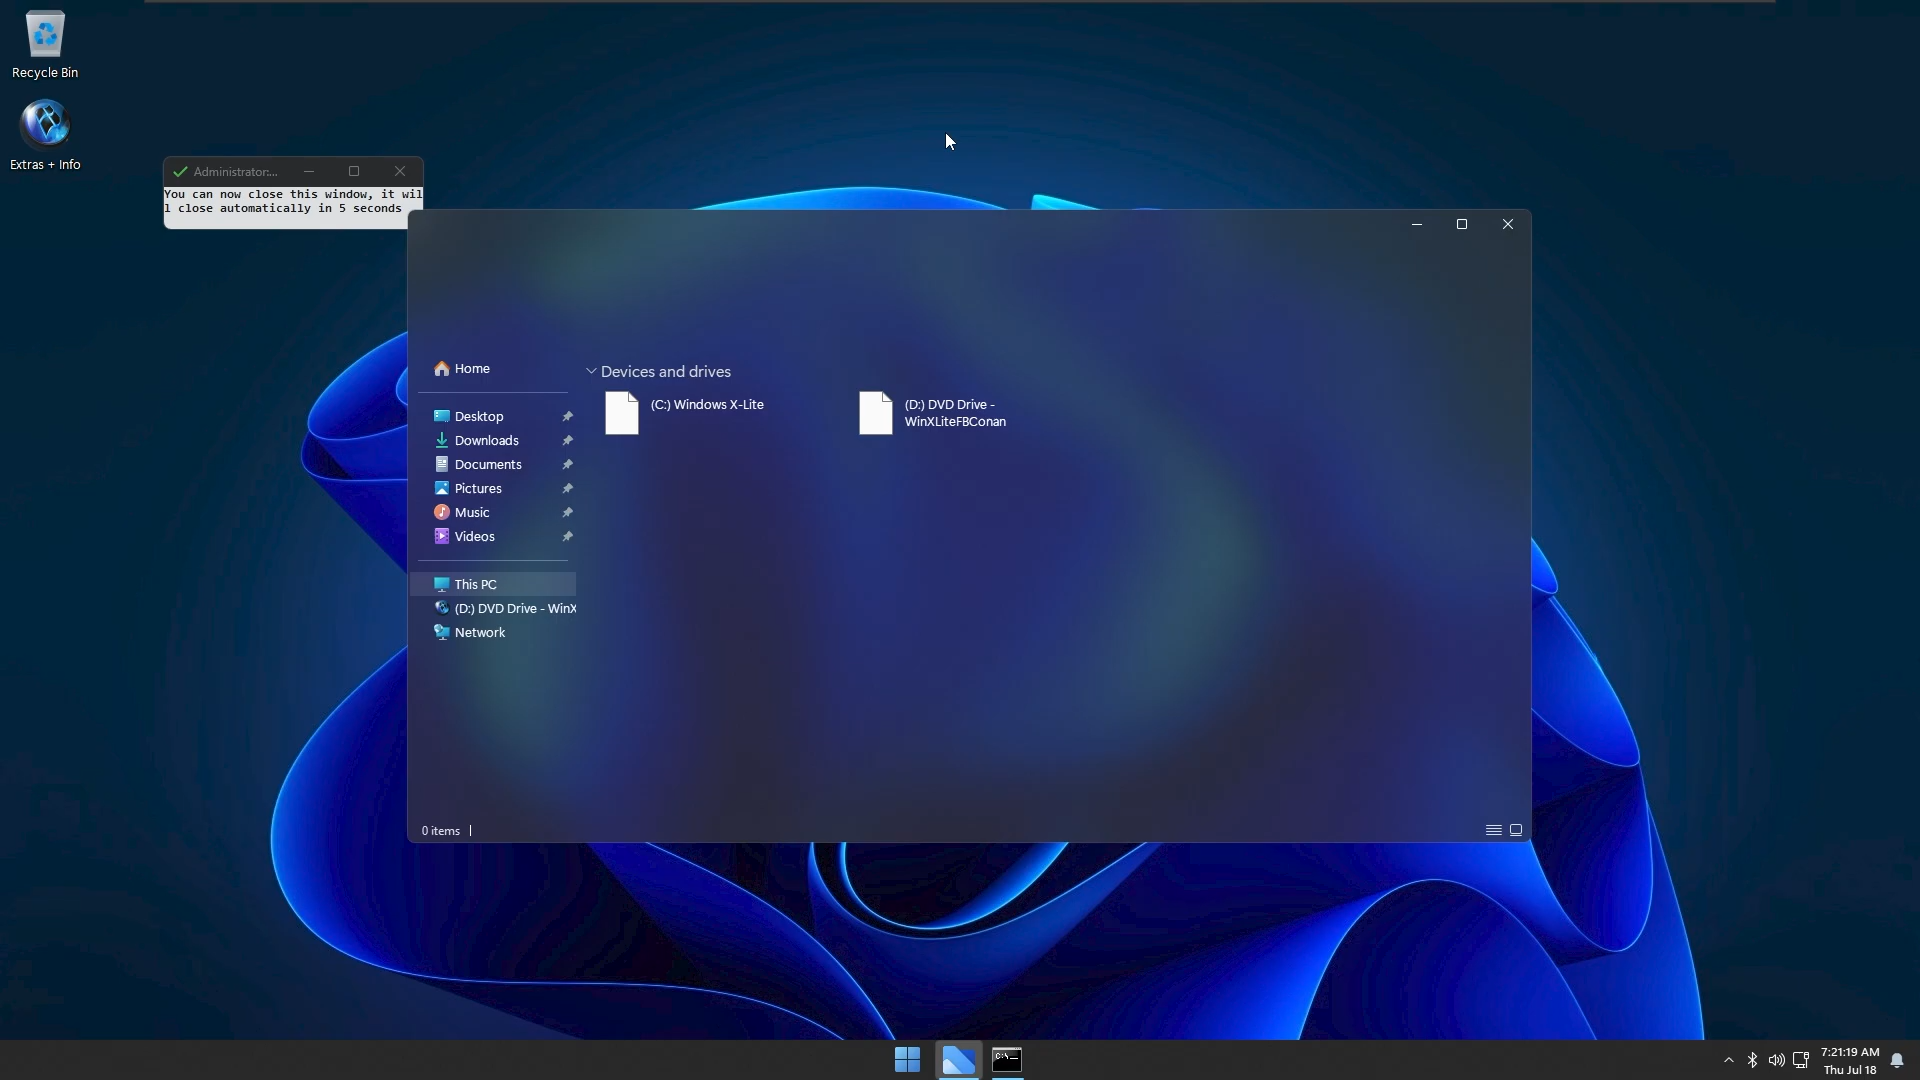 Recycle Bin
Extras + Info
Administrator:...
You can now close this window, it wil
l close automatically in 5 seconds
Home
Desktop
Downloads
Documents
Pictures
Music
Videos
This PC
(D:) DVD Drive - WinX
Network
Devices and drives
(C:) Windows X-Lite
(D:) DVD Drive -
WinXLiteFBConan
0 items
C:\_
7:21:19 AM
Thu Jul 18